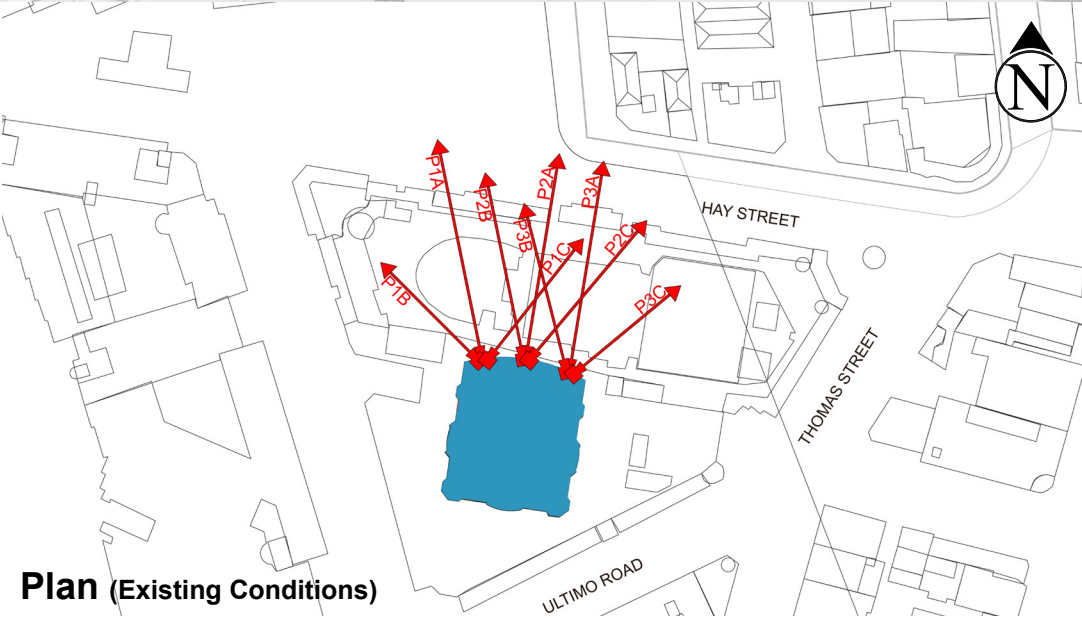 N
P1A
P2B
P2A
P3A
P3B
P1C
P2C
P1B
P3C
HAY STREET
THOMAS STREET
ULTIMO ROAD
Plan (Existing Conditions)